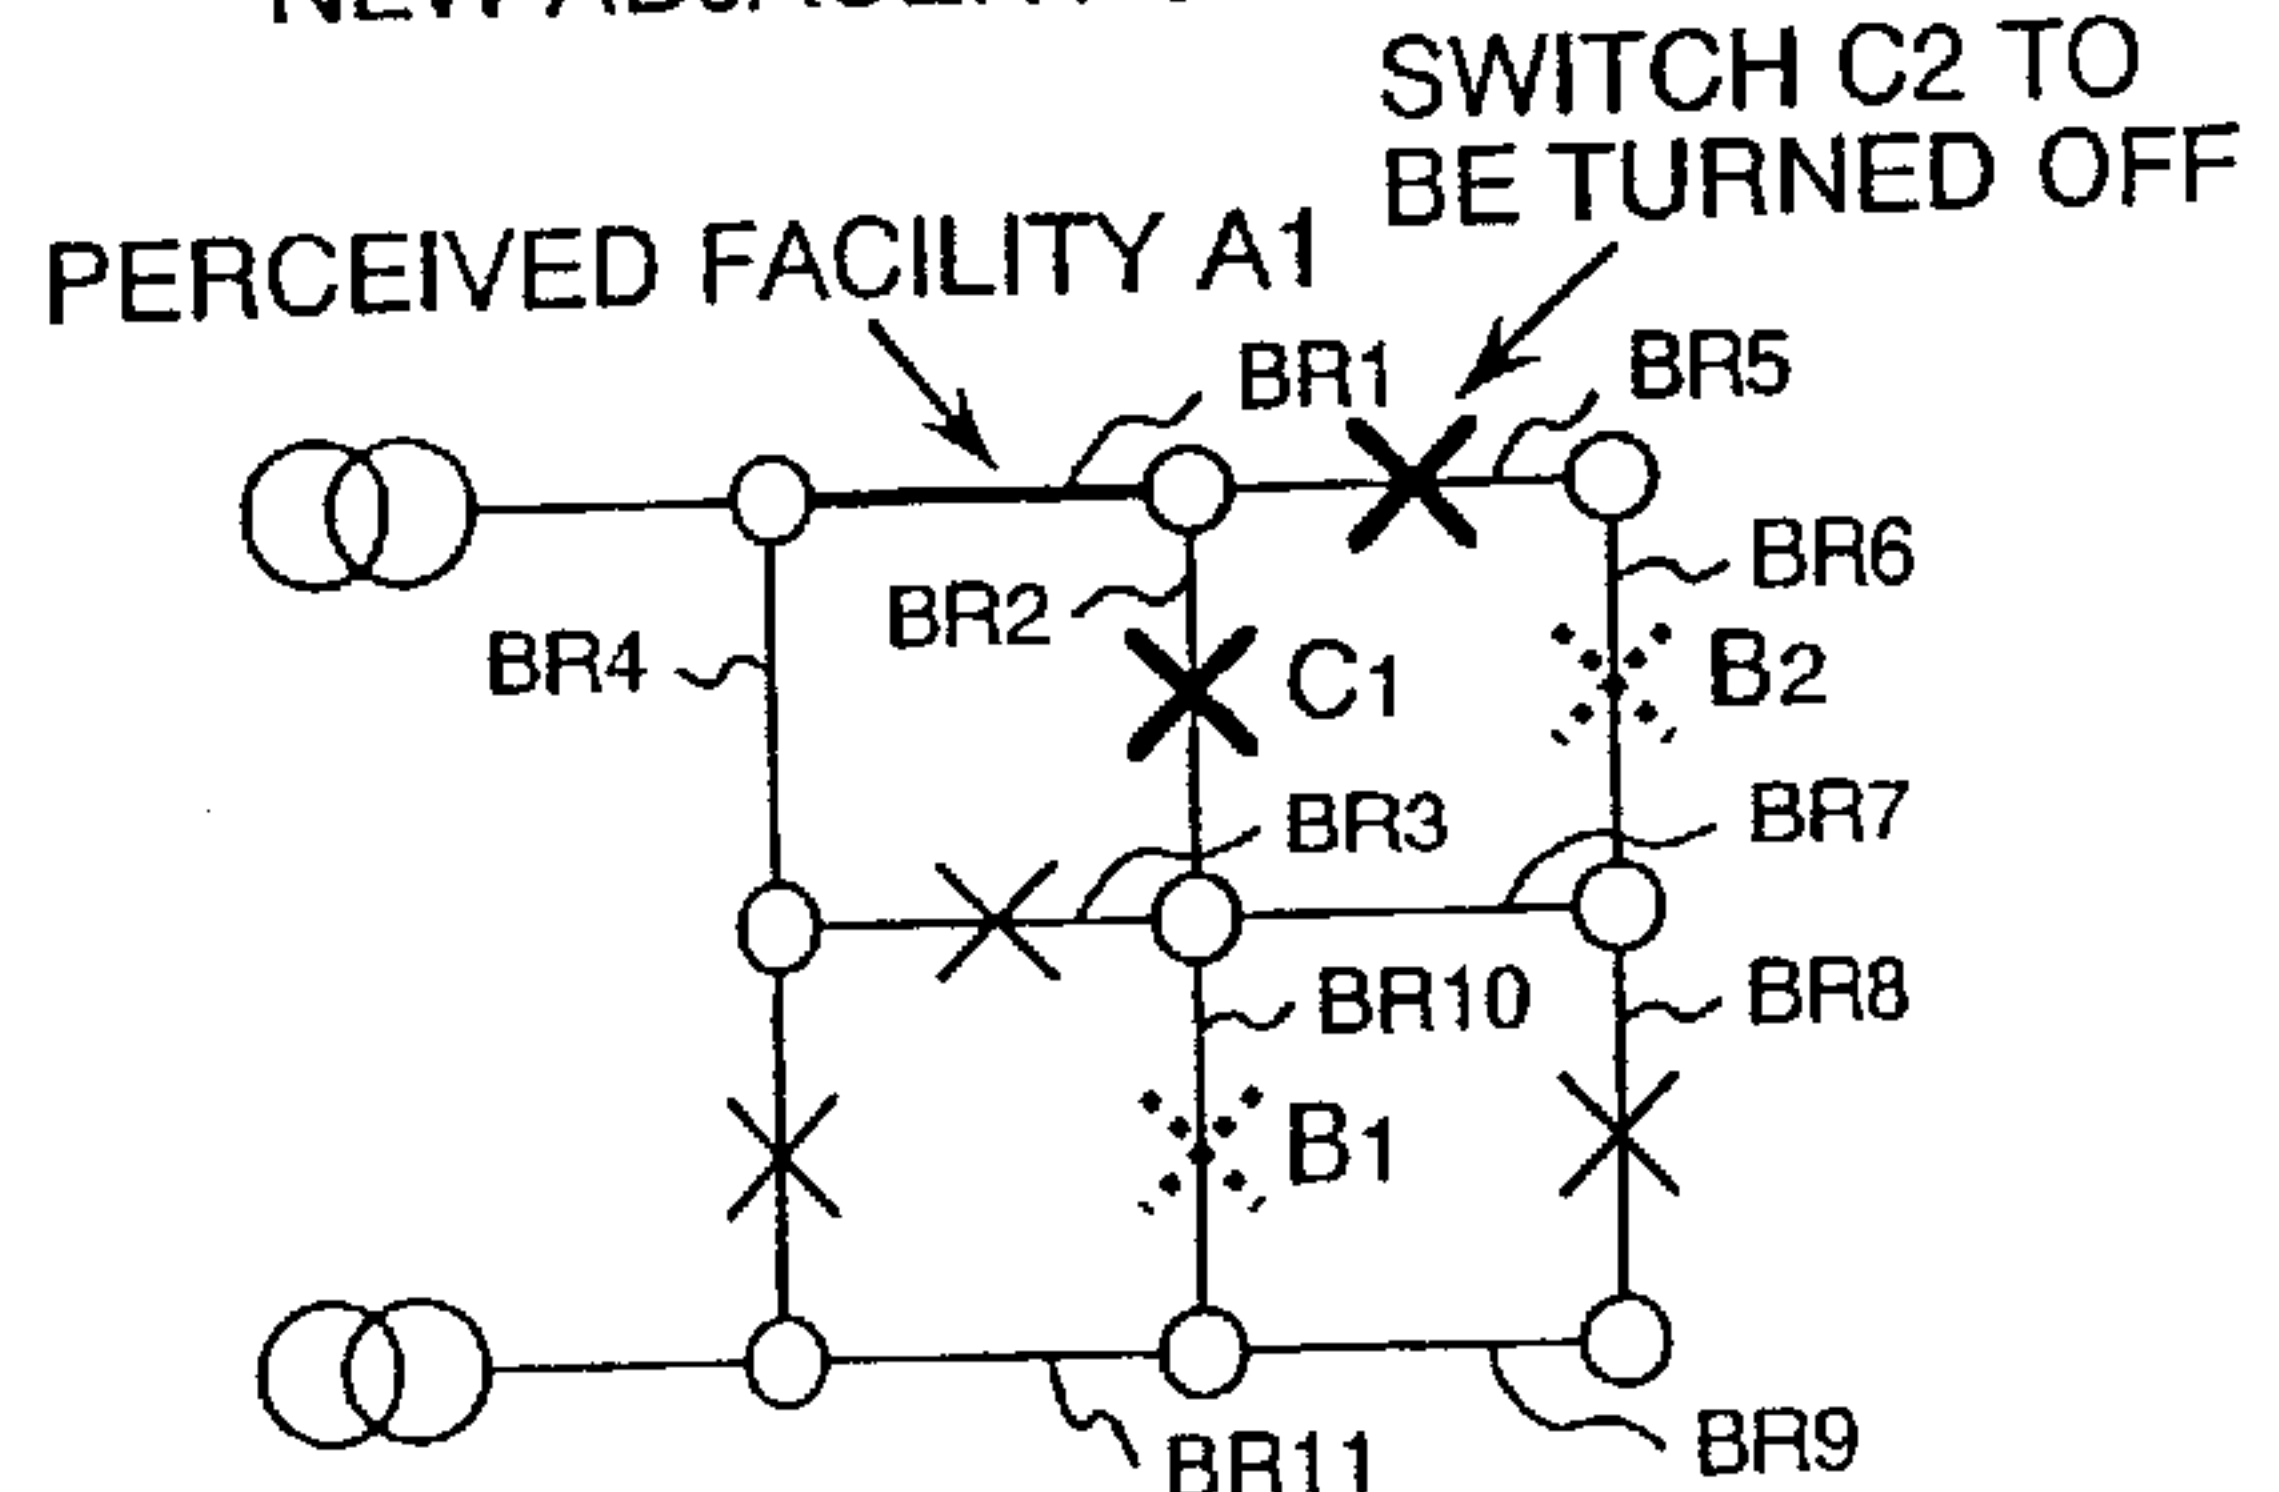 SWITCH C2 TO
BE TURNED OFF
PERCEIVED FACILITY A1
BR1
BR5
BR6
BR2
BR4
C1
B2
BR3
BR7
BR10
BR8
B1
BR11
BR9